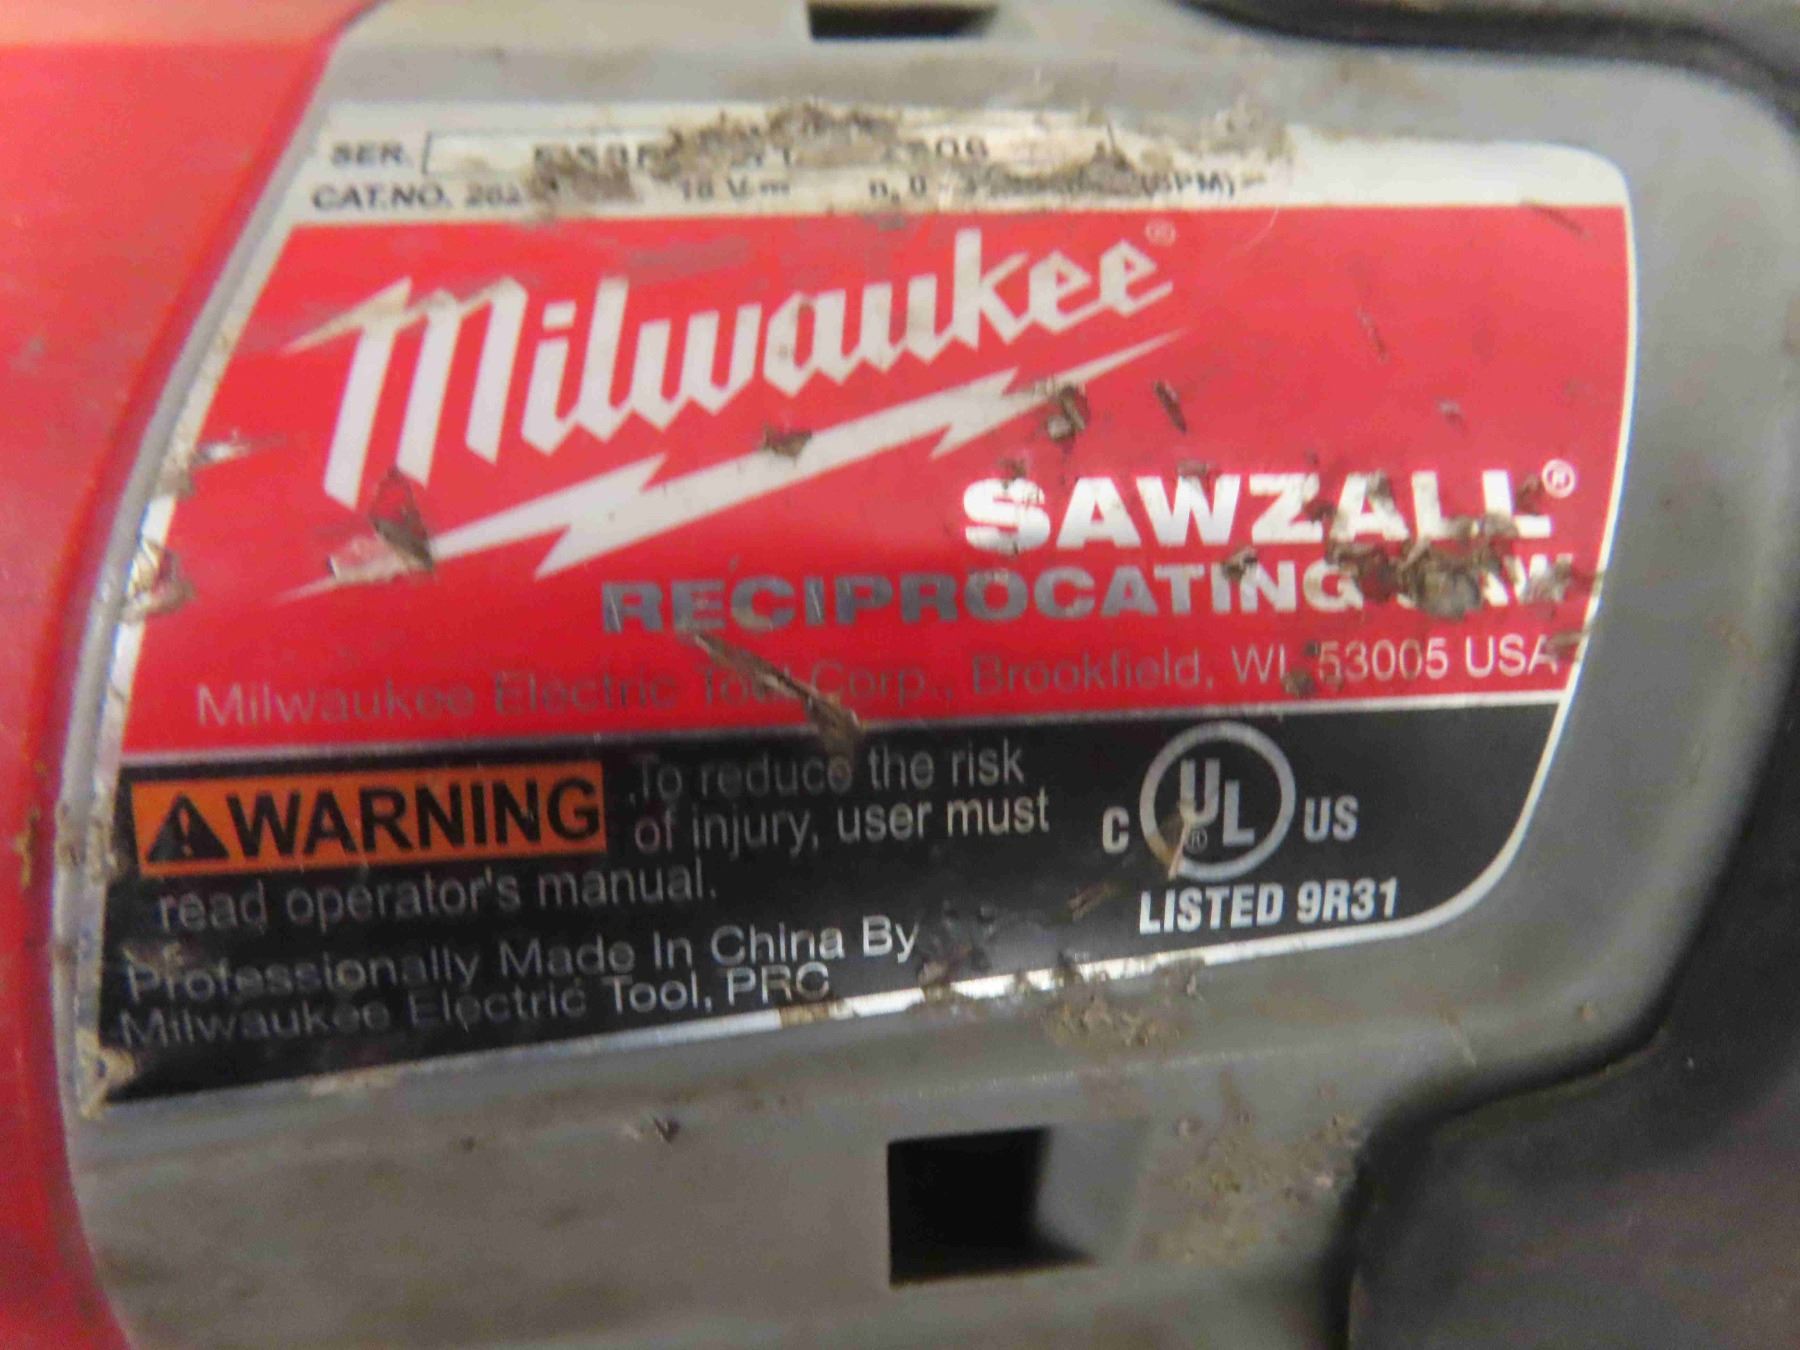 SER.
CAT.NO. 18 V
Milwaukee®
SAWZALL®
RECIPROCATING SAW
Milwaukee Electric Tool Corp., Brookfield, WI 53005 USA
WARNING To reduce the risk
of injury, user must
read operator's manual.
C UL® US
LISTED 9R31
Professionally Made In China By
Milwaukee Electric Tool, PRC